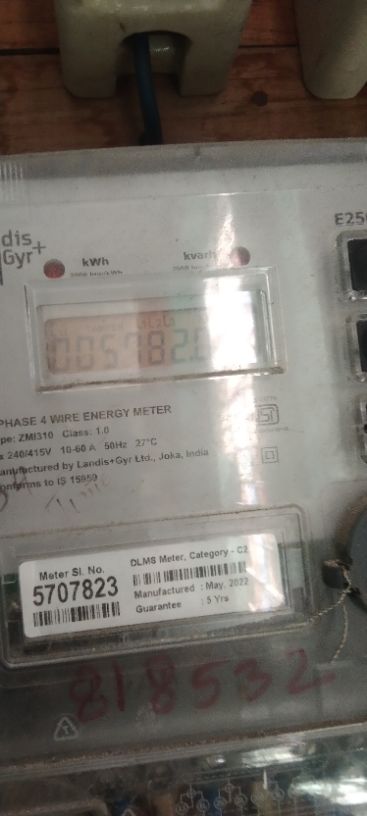 dis
Gyr+
E25
kWh
kvarh
PHASE 4 WIRE ENERGY METER
pe: ZMI310 Class: 1.0
x 240/415V 10-60 A 50Hz 27°C
anufactured by Landis+Gyr Ltd., Joka, India
onforms to IS 15959
Meter Sl. No.
5707823
DLMS Meter, Category - C2
Manufactured : May, 2022
Guarantee : 5 Yrs
818532